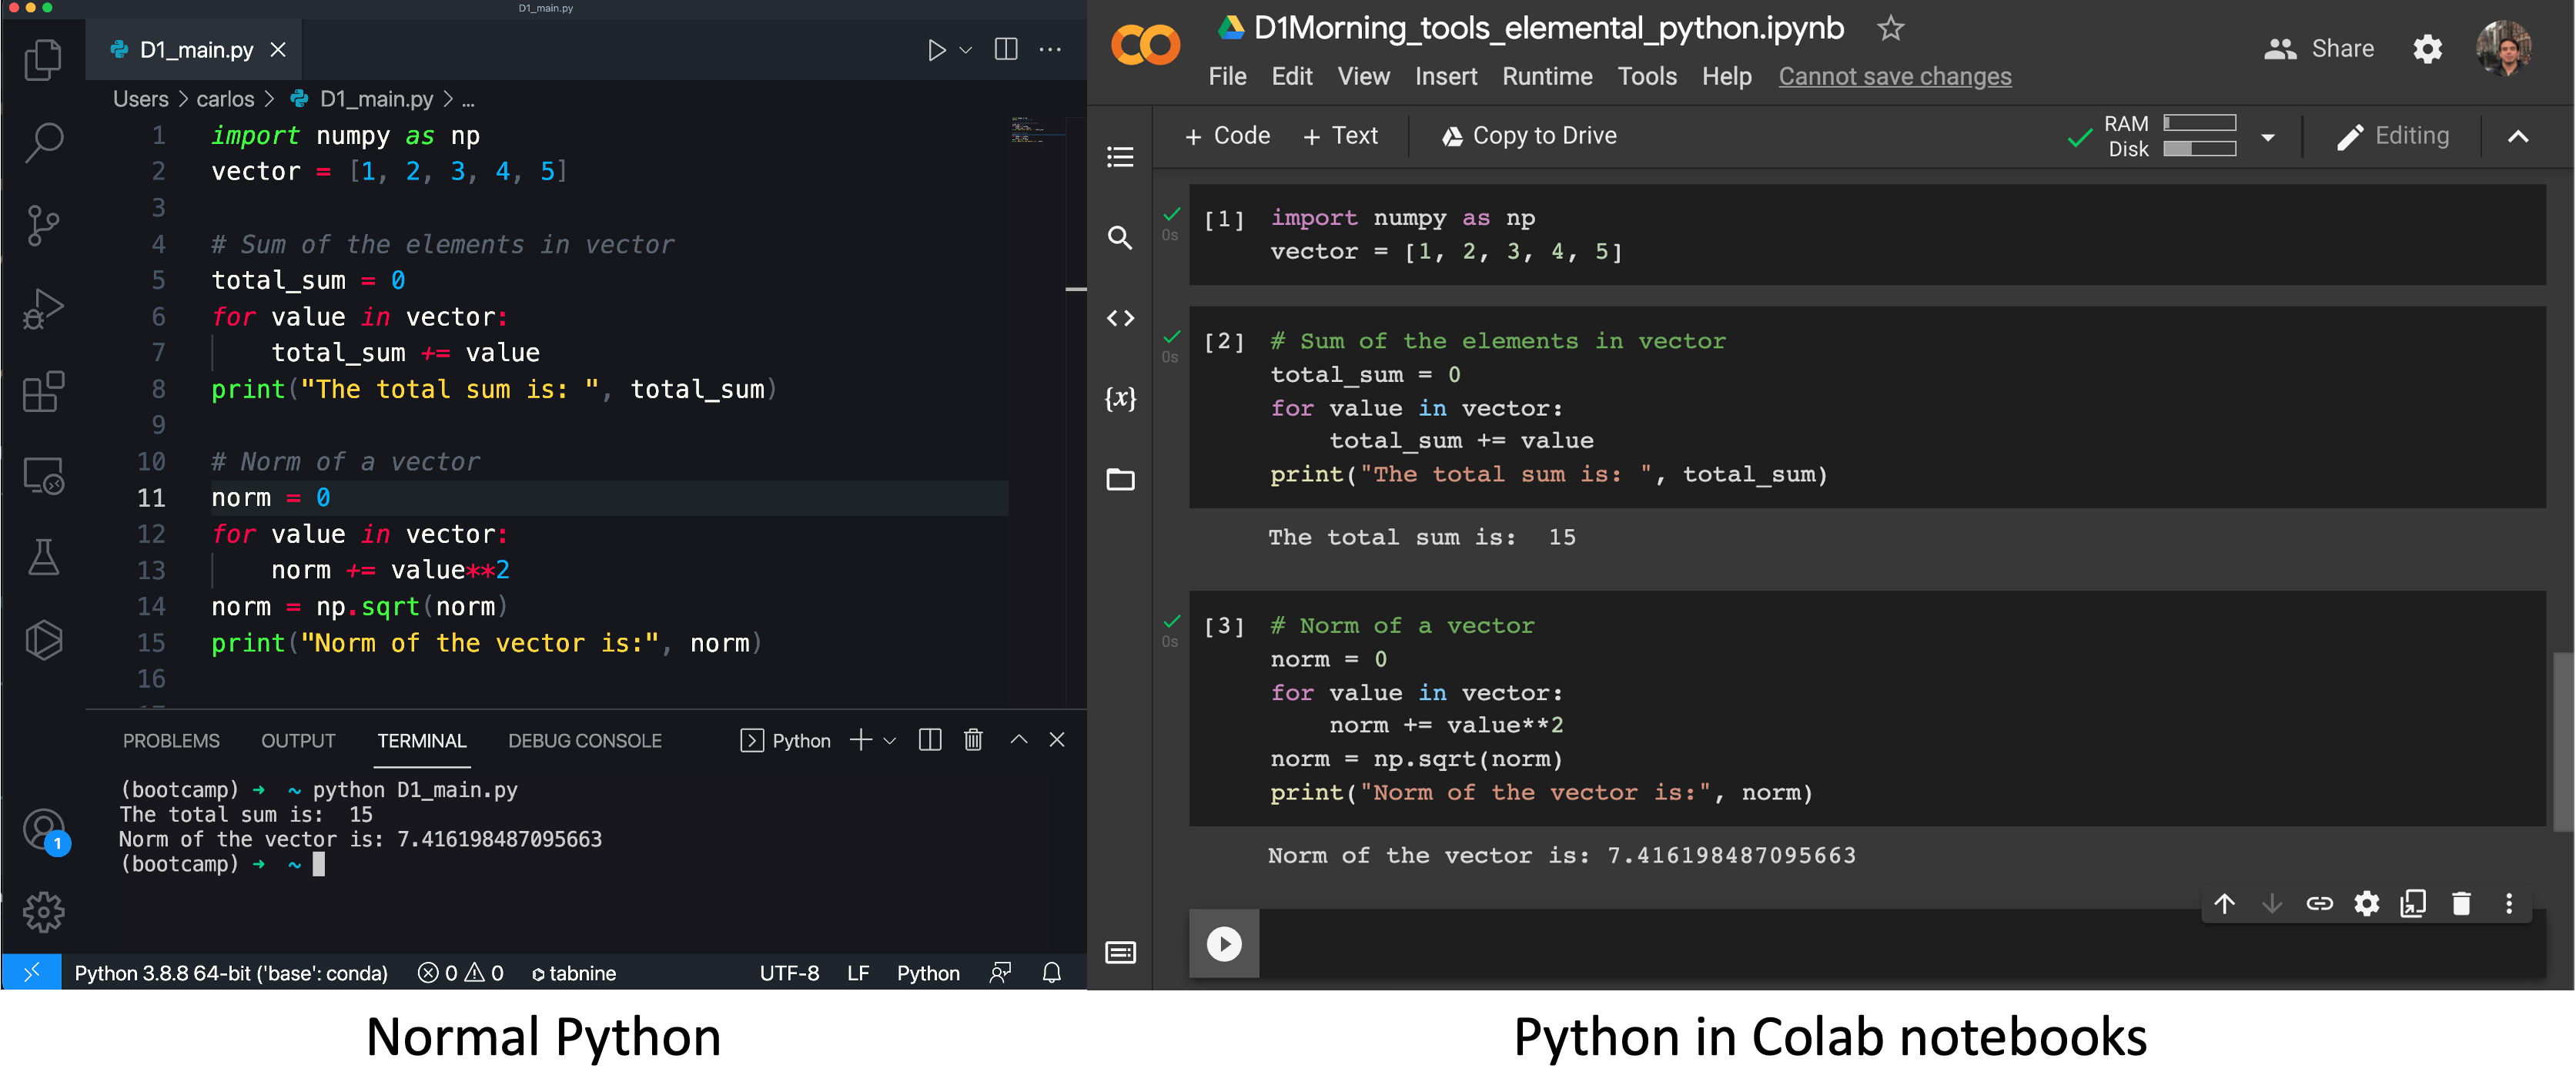 D1_main.py
D1_main.py
Users > carlos > D1_main.py > ...
1 import numpy as np
2 vector = [1, 2, 3, 4, 5]
3
4 # Sum of the elements in vector
5 total_sum = 0
6 for value in vector:
7     total_sum += value
8 print("The total sum is: ", total_sum)
9
10 # Norm of a vector
11 norm = 0
12 for value in vector:
13     norm += value**2
14 norm = np.sqrt(norm)
15 print("Norm of the vector is:", norm)
16
PROBLEMS OUTPUT TERMINAL DEBUG CONSOLE Python
(bootcamp) ➜ ~ python D1_main.py
The total sum is:  15
Norm of the vector is: 7.416198487095663
(bootcamp) ➜ ~
1
Python 3.8.8 64-bit ('base': conda) 0 0 tabnine UTF-8 LF Python
Normal Python
CO D1Morning_tools_elemental_python.ipynb
Share
File Edit View Insert Runtime Tools Help Cannot save changes
+ Code + Text Copy to Drive
RAM
Disk
Editing
{x}
[1] import numpy as np
0s
vector = [1, 2, 3, 4, 5]
[2] # Sum of the elements in vector
0s
total_sum = 0
for value in vector:
    total_sum += value
print("The total sum is: ", total_sum)
The total sum is:  15
[3] # Norm of a vector
0s
norm = 0
for value in vector:
    norm += value**2
norm = np.sqrt(norm)
print("Norm of the vector is:", norm)
Norm of the vector is: 7.416198487095663
Python in Colab notebooks